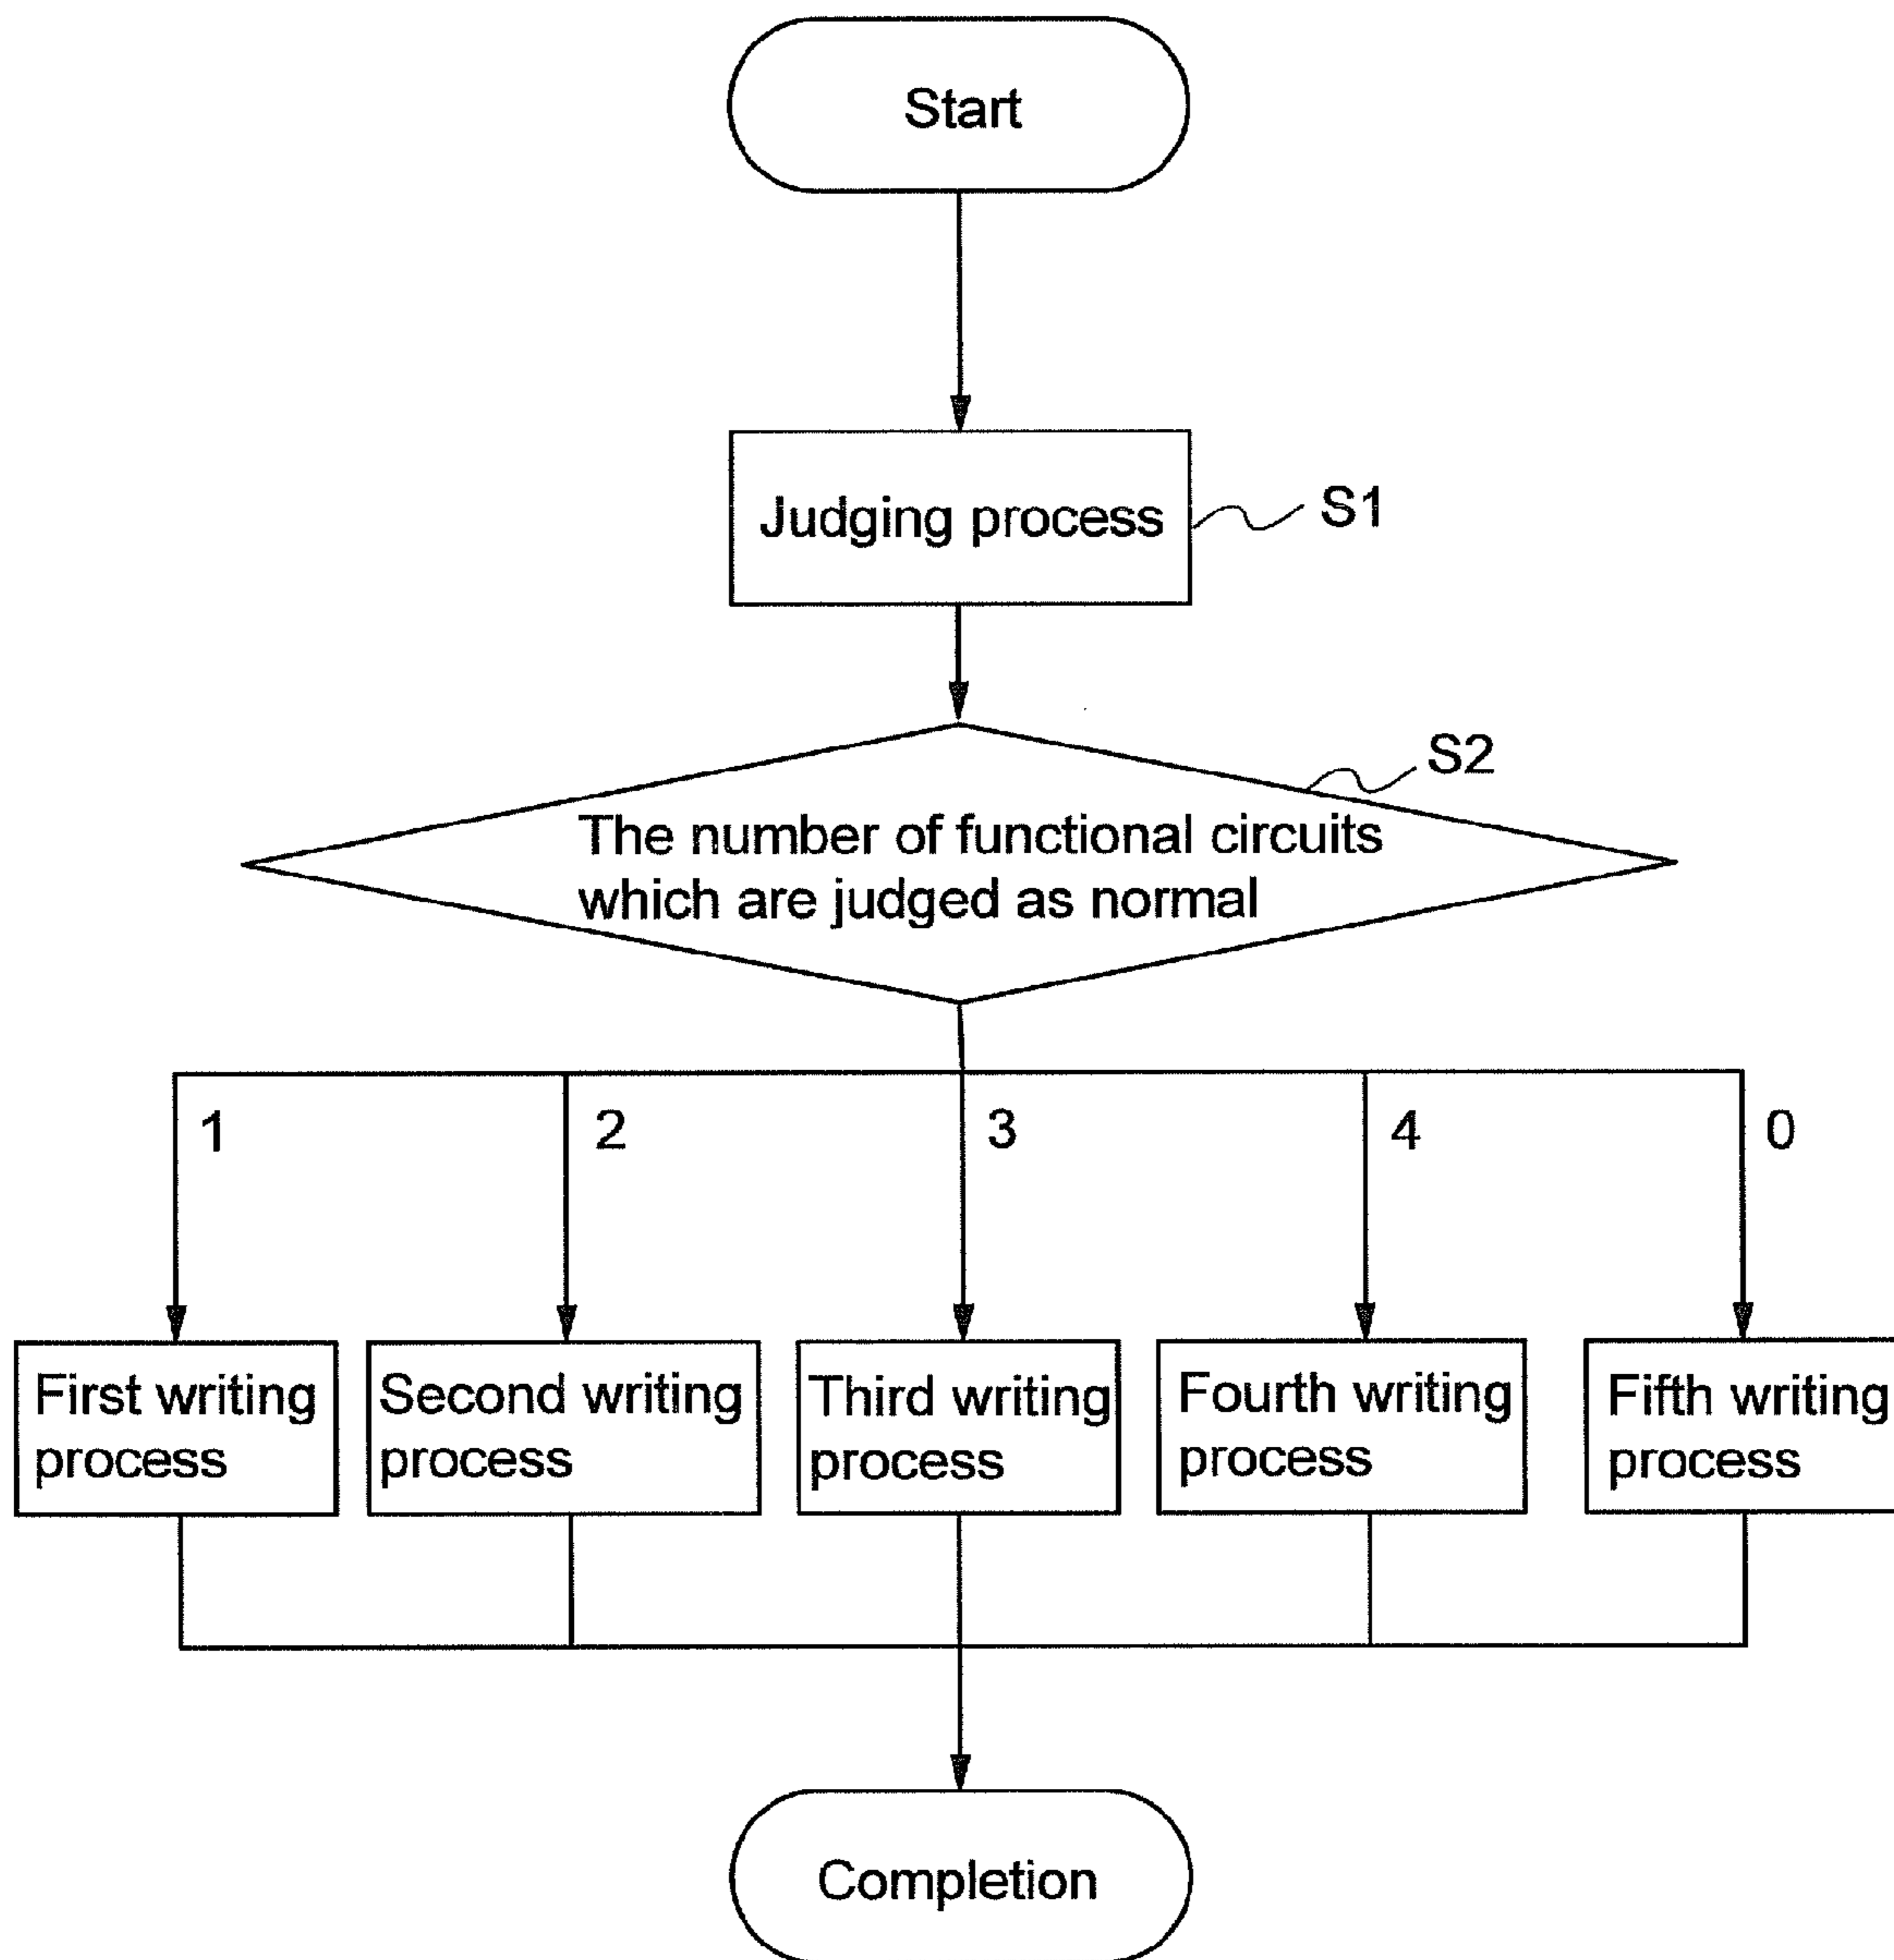 Start
Judging process
S1
S2
The number of functional circuits
which are judged as normal
1
2
3
4
0
First writing
process
Second writing
process
Third writing
process
Fourth writing
process
Fifth writing
process
Completion